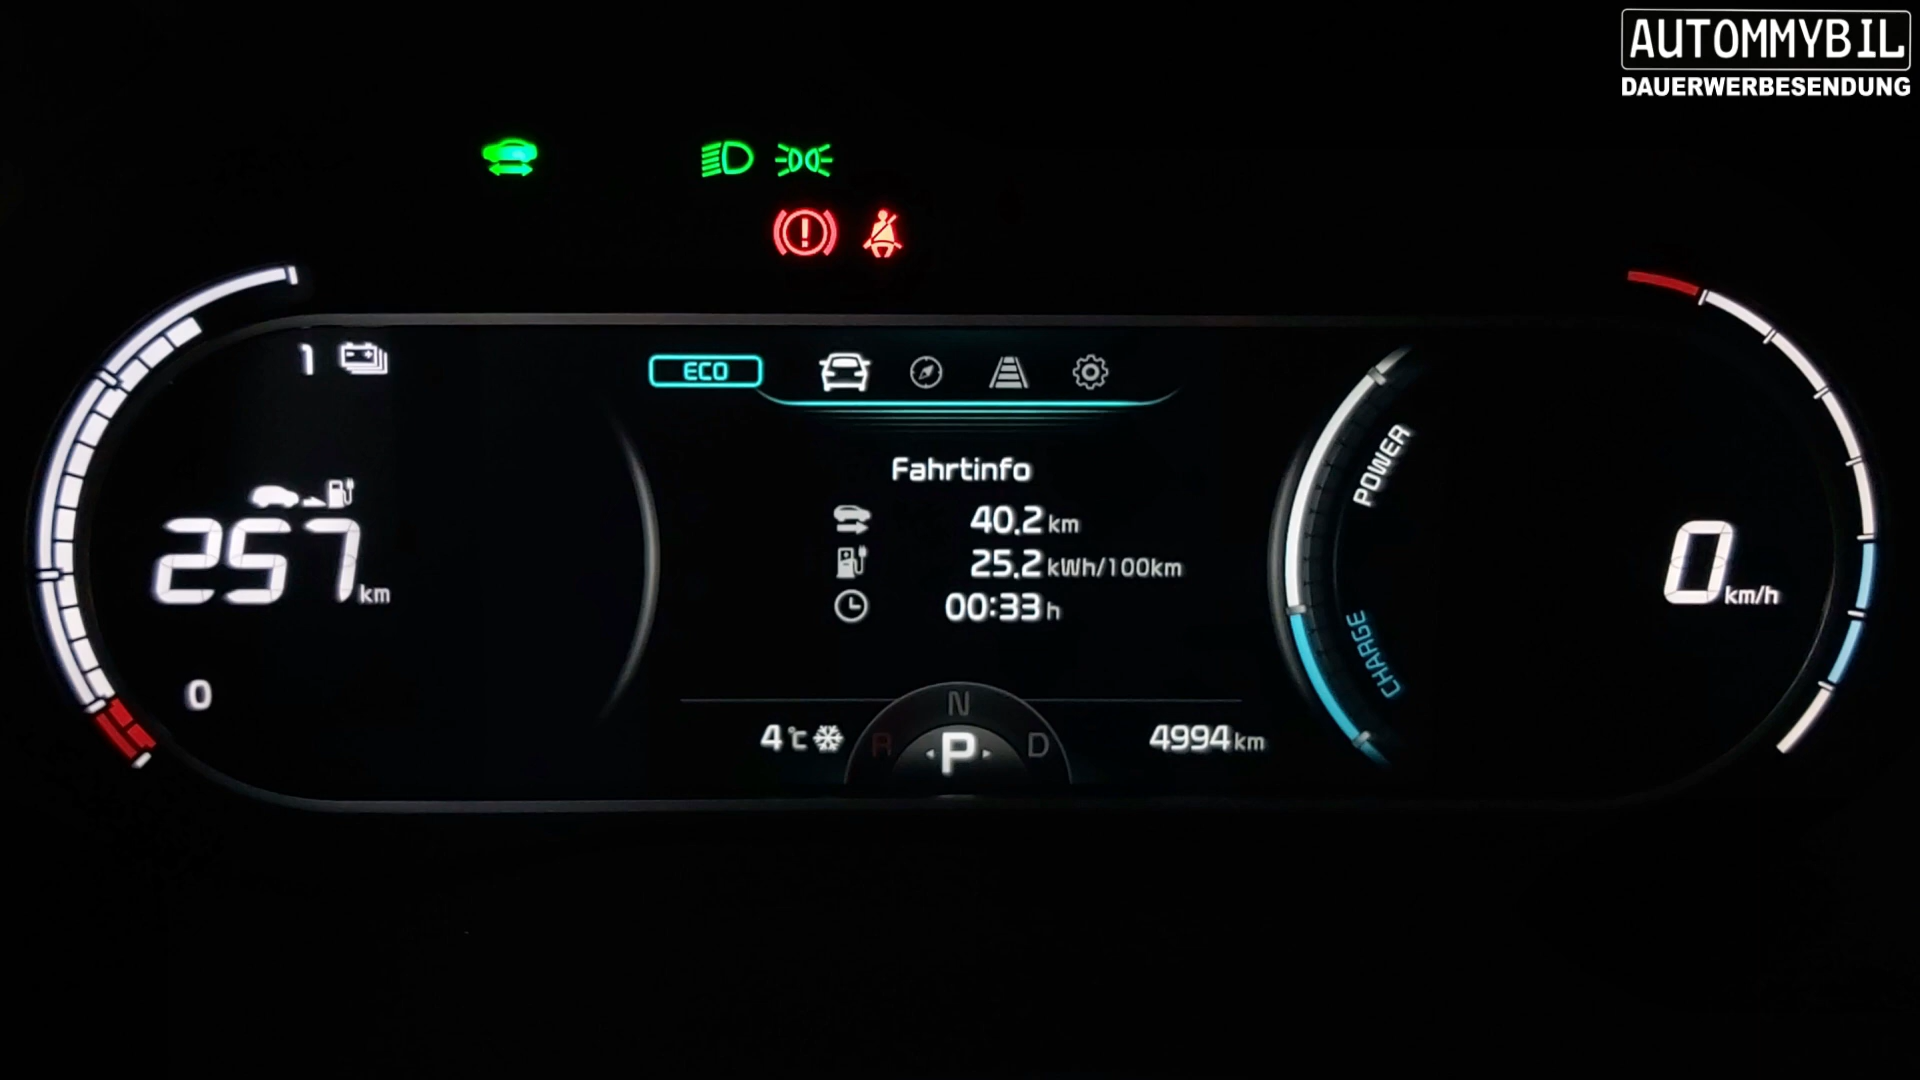 AUTOMMYBIL
DAUERWERBESENDUNG
1
ECO
POWER
Fahrtinfo
40.2 km
257 km
25.2 kWh/100km
0 km/h
00:33 h
CHARGE
0
N
4°C
R
P
D
4994 km